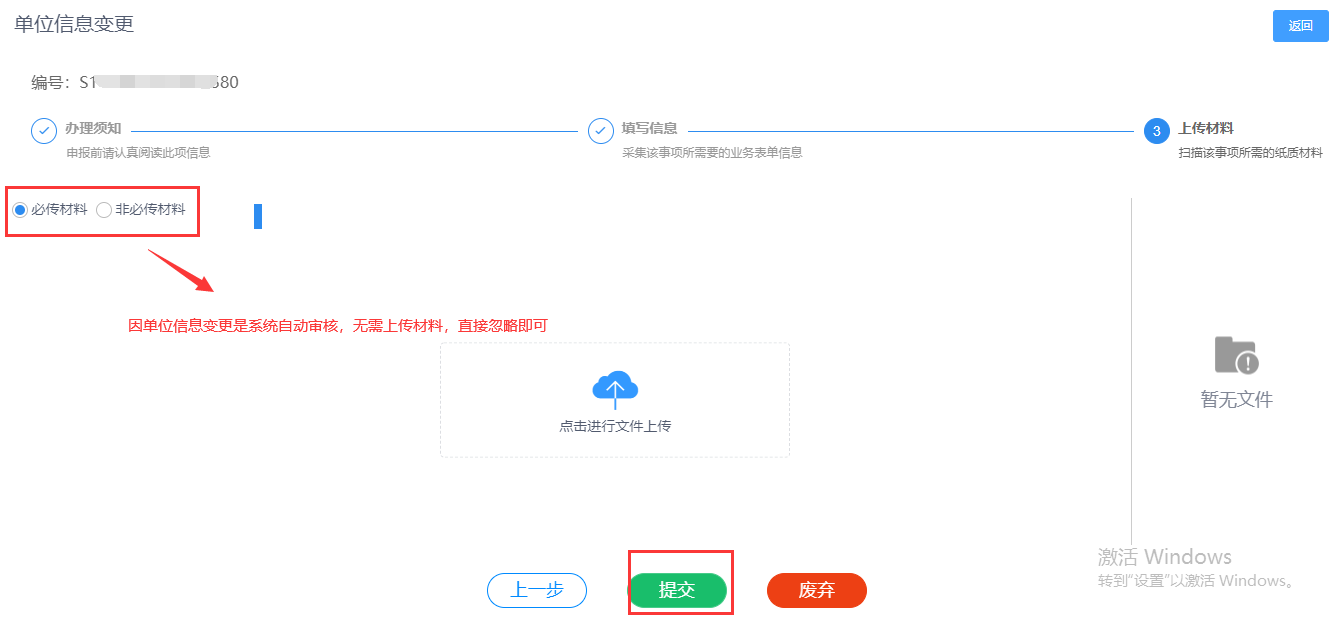 单位信息变更
返回
编号：S1 580
办理须知
申报前请认真阅读此项信息
填写信息
采集该事项所需要的业务表单信息
3
上传材料
扫描该事项所需的纸质材料
必传材料 非必传材料
因单位信息变更是系统自动审核，无需上传材料，直接忽略即可
点击进行文件上传
暂无文件
激活 Windows
转到“设置”以激活 Windows。
上一步 提交 废弃